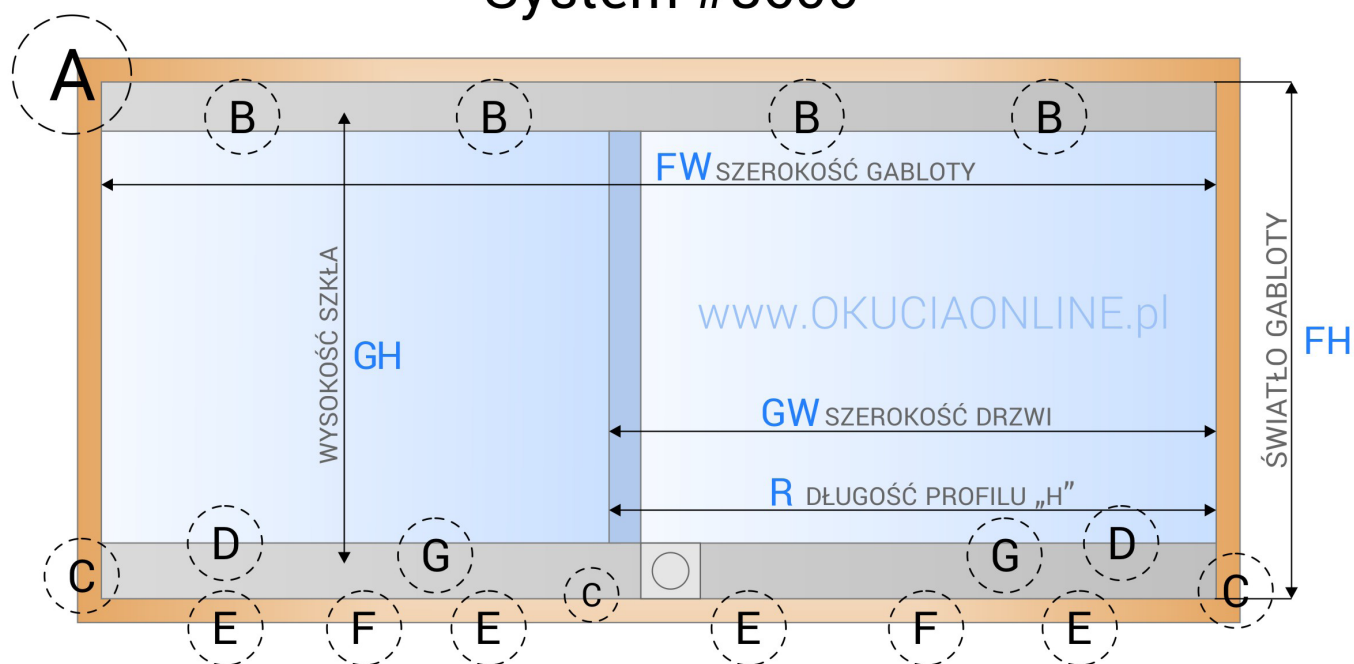 A
B B B B
FW SZEROKOŚĆ GABLOTY
WYSOKOŚĆ SZKŁA
GH
www.OKUCIAONLINE.pl
ŚWIATŁO GABLOTY
FH
GW SZEROKOŚĆ DRZWI
R DŁUGOŚĆ PROFILU „H”
D G G D
C C C
E F E E F E